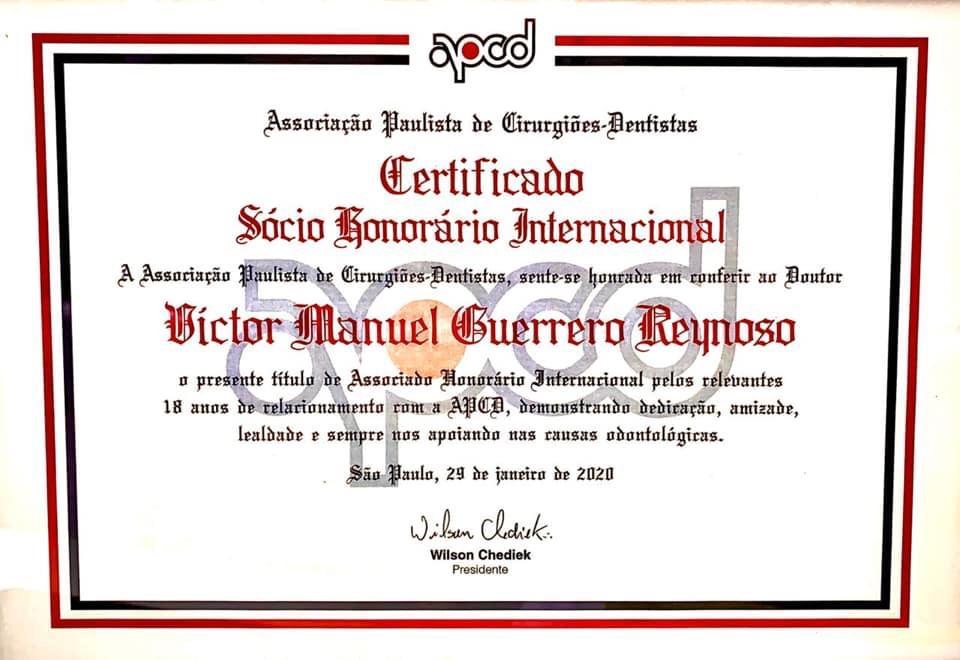 apcd
Associação Paulista de Cirurgiões-Dentistas
Certificado
Sócio Honorário Internacional
A Associação Paulista de Cirurgiões-Dentistas, sente-se honrada em conferir ao Doutor
Víctor Manuel Guerrero Reynoso
o presente título de Associado Honorário Internacional pelos relevantes
18 anos de relacionamento com a APCD, demonstrando dedicação, amizade,
lealdade e sempre nos apoiando nas causas odontológicas.
São Paulo, 29 de janeiro de 2020
Wilson Chediek
Wilson Chediek
Presidente